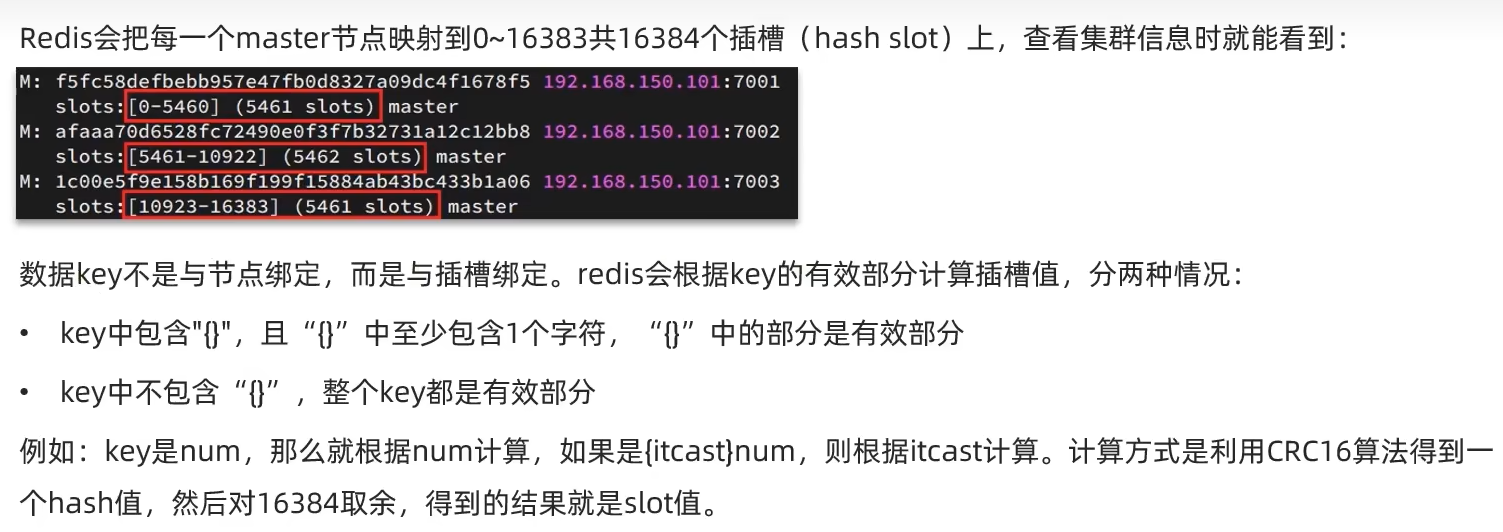 Redis会把每一个master节点映射到0~16383共16384个插槽（hash slot）上，查看集群信息时就能看到：
M: f5fc58defbebb957e47fb0d8327a09dc4f1678f5 192.168.150.101:7001
slots:[0-5460] (5461 slots) master
M: afaaa70d6528fc72490e0f3f7b32731a12c12bb8 192.168.150.101:7002
slots:[5461-10922] (5462 slots) master
M: 1c00e5f9e158b169f199f15884ab43bc433b1a06 192.168.150.101:7003
slots:[10923-16383] (5461 slots) master
数据key不是与节点绑定，而是与插槽绑定。redis会根据key的有效部分计算插槽值，分两种情况：
• key中包含"{}"，且“{}”中至少包含1个字符，“{}”中的部分是有效部分
• key中不包含“{}”，整个key都是有效部分
例如：key是num，那么就根据num计算，如果是{itcast}num，则根据itcast计算。计算方式是利用CRC16算法得到一
个hash值，然后对16384取余，得到的结果就是slot值。